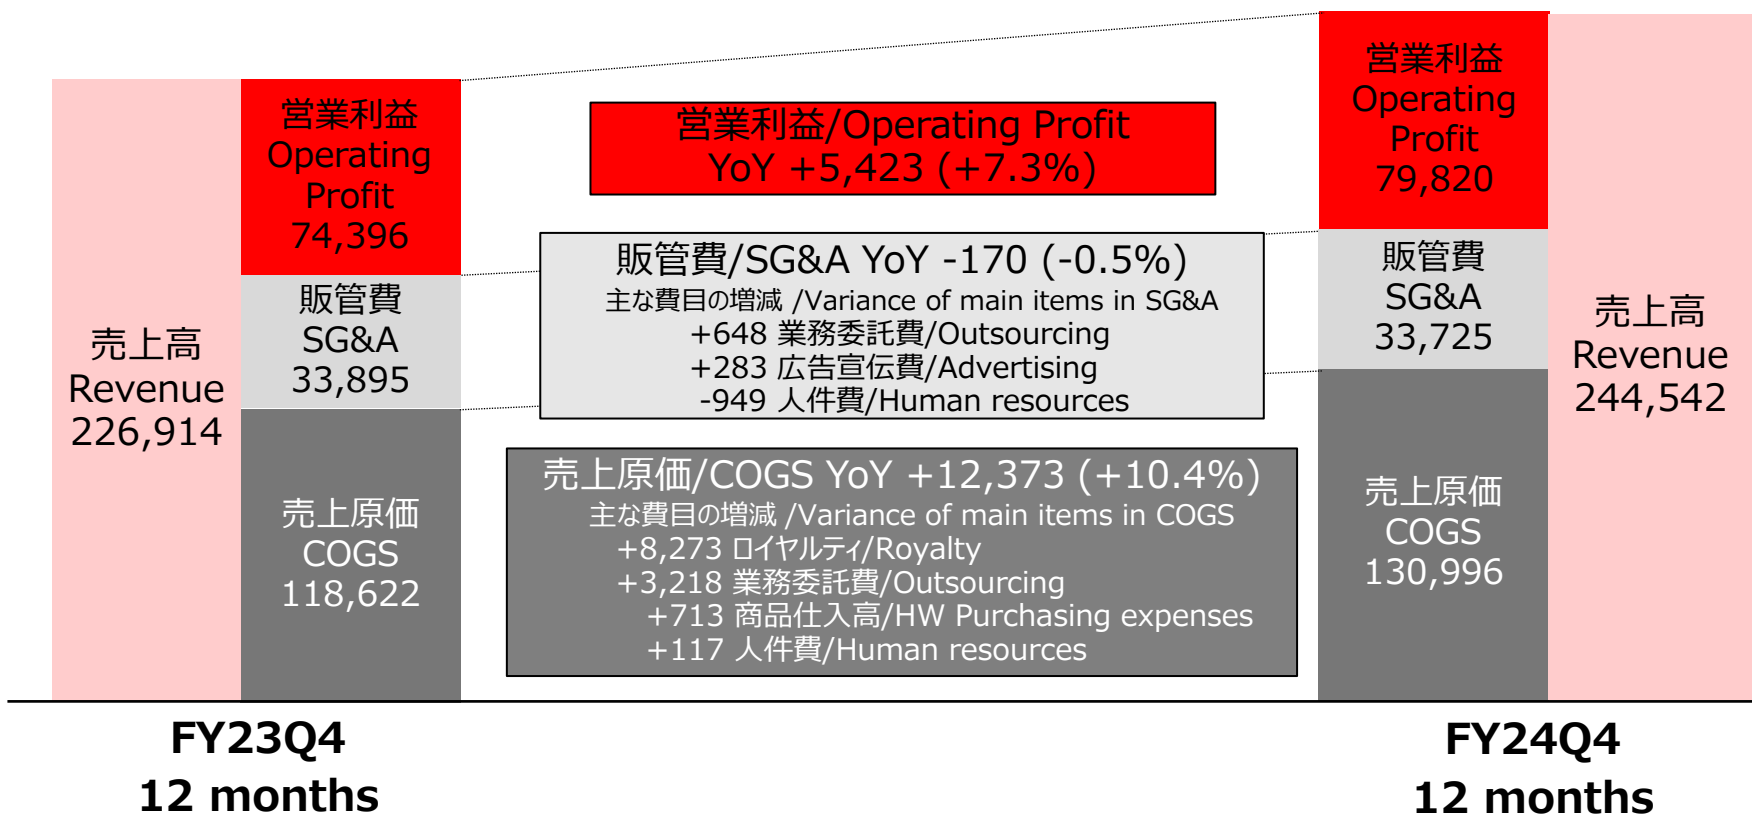 売上高
Revenue
226,914
営業利益
Operating
Profit
74,396
販管費
SG&A
33,895
売上原価
COGS
118,622
営業利益/Operating Profit
YoY +5,423 (+7.3%)
販管費/SG&A YoY -170 (-0.5%)
主な費目の増減 /Variance of main items in SG&A
+648 業務委託費/Outsourcing
+283 広告宣伝費/Advertising
-949 人件費/Human resources
売上原価/COGS YoY +12,373 (+10.4%)
主な費目の増減 /Variance of main items in COGS
+8,273 ロイヤルティ/Royalty
+3,218 業務委託費/Outsourcing
+713 商品仕入高/HW Purchasing expenses
+117 人件費/Human resources
営業利益
Operating
Profit
79,820
販管費
SG&A
33,725
売上原価
COGS
130,996
売上高
Revenue
244,542
FY23Q4
12 months
FY24Q4
12 months